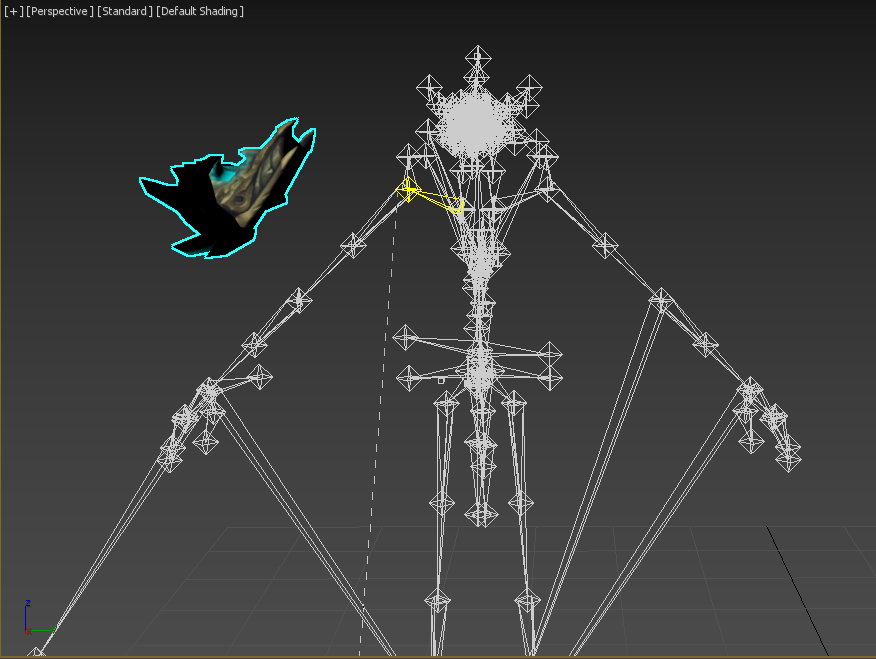 [+] [Perspective ] [Standard ] [Default Shading ]
z